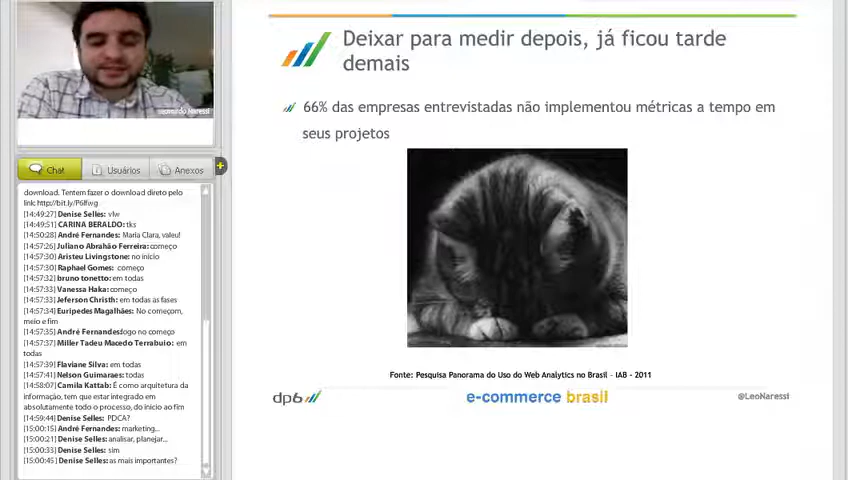 Leonardo Naressi
Chat
Usuários
Anexos
download. Tentem fazer o download direto pelo
link: http://bit.ly/P6lfwg
[14:49:27] Denise Selles: vlw
[14:49:51] CARINA BERALDO: tks
[14:50:28] André Fernandes: Maria Clara, valeu!
[14:57:26] Juliano Abrahão Ferreira: começo
[14:57:30] Aristeu Livingstone: no início
[14:57:30] Raphael Gomes: começo
[14:57:32] bruno tonetto: em todas
[14:57:33] Vanessa Haka: começo
[14:57:33] Jeferson Christh: em todas as fases
[14:57:34] Euripedes Magalhães: No começom,
meio e fim
[14:57:35] André Fernandes: logo no começo
[14:57:37] Miller Tadeu Macedo Terrabuio: em
todas
[14:57:39] Flaviane Silva: em todas
[14:57:41] Nelson Guimaraes: todas
[14:58:07] Camila Kattab: É como arquitetura da
informação, tem que estar integrado em
absolutamente todo o processo, do inicio ao fim
[14:59:44] Denise Selles: PDCA?
[15:00:15] André Fernandes: marketing...
[15:00:21] Denise Selles: analisar, planejar...
[15:00:33] Denise Selles: sim
[15:00:45] Denise Selles: as mais importantes?
Deixar para medir depois, já ficou tarde
demais
66% das empresas entrevistadas não implementou métricas a tempo em
seus projetos
Fonte: Pesquisa Panorama do Uso do Web Analytics no Brasil – IAB - 2011
dp6
e-commerce brasil
@LeoNaressi